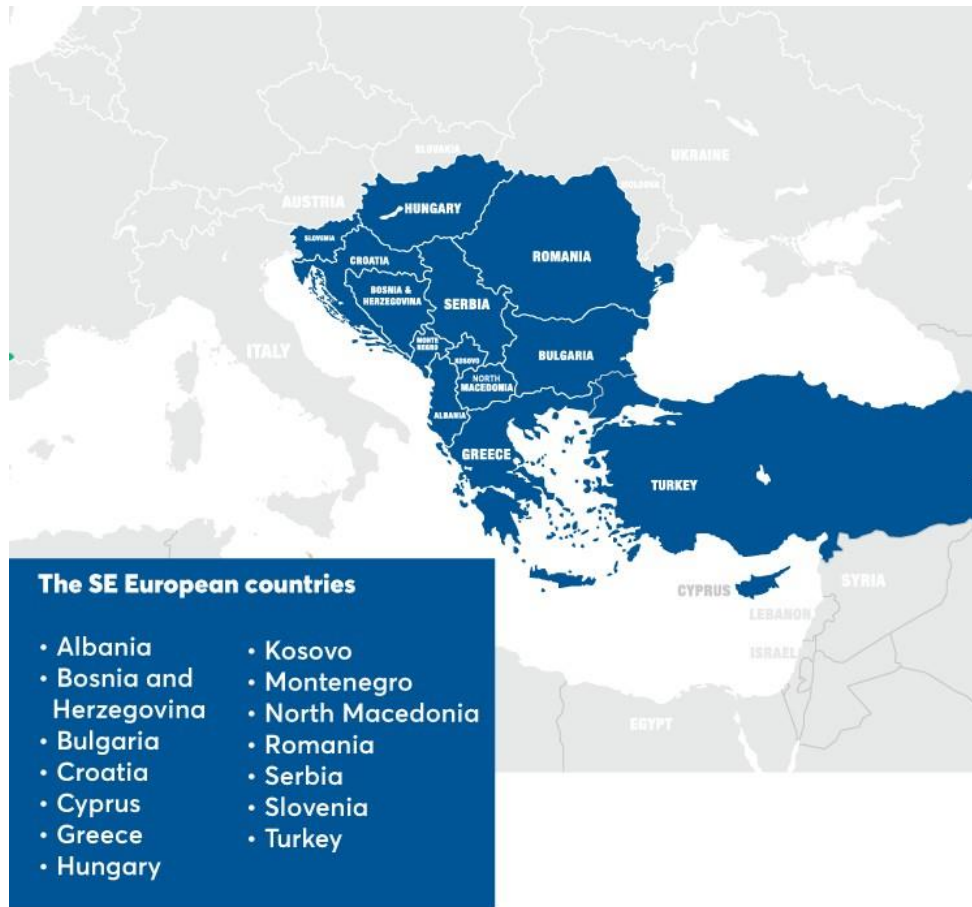 SLOVAKIA
UKRAINE
MOLDOVA
AUSTRIA
HUNGARY
SLOVENIA
ROMANIA
CROATIA
BOSNIA &
HERZEGOVINA
SERBIA
ITALY
MONTE
NEGRO
BULGARIA
KOSOVO
NORTH
MACEDONIA
ALBANIA
GREECE
TURKEY
CYPRUS
SYRIA
LEBANON
ISRAEL
EGYPT
The SE European countries
• Albania
• Bosnia and
Herzegovina
• Bulgaria
• Croatia
• Cyprus
• Greece
• Hungary
• Kosovo
• Montenegro
• North Macedonia
• Romania
• Serbia
• Slovenia
• Turkey